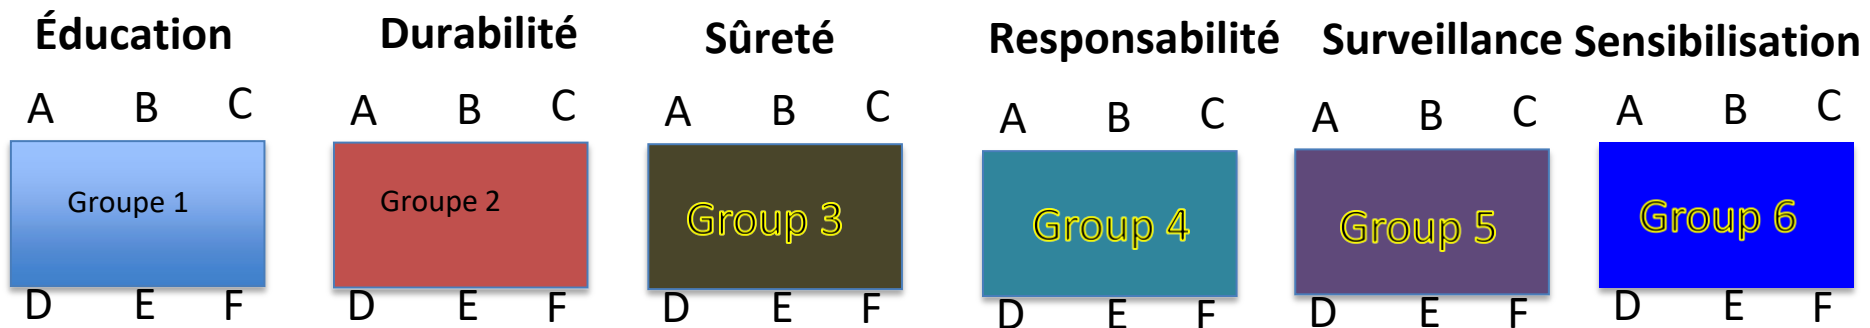 Éducation Durabilité Sûreté Responsabilité Surveillance Sensibilisation
A B C A B C A B C A B C A B C A B C
Groupe 1 Groupe 2 Group 3 Group 4 Group 5 Group 6
D E F D E F D E F D E F D E F D E F